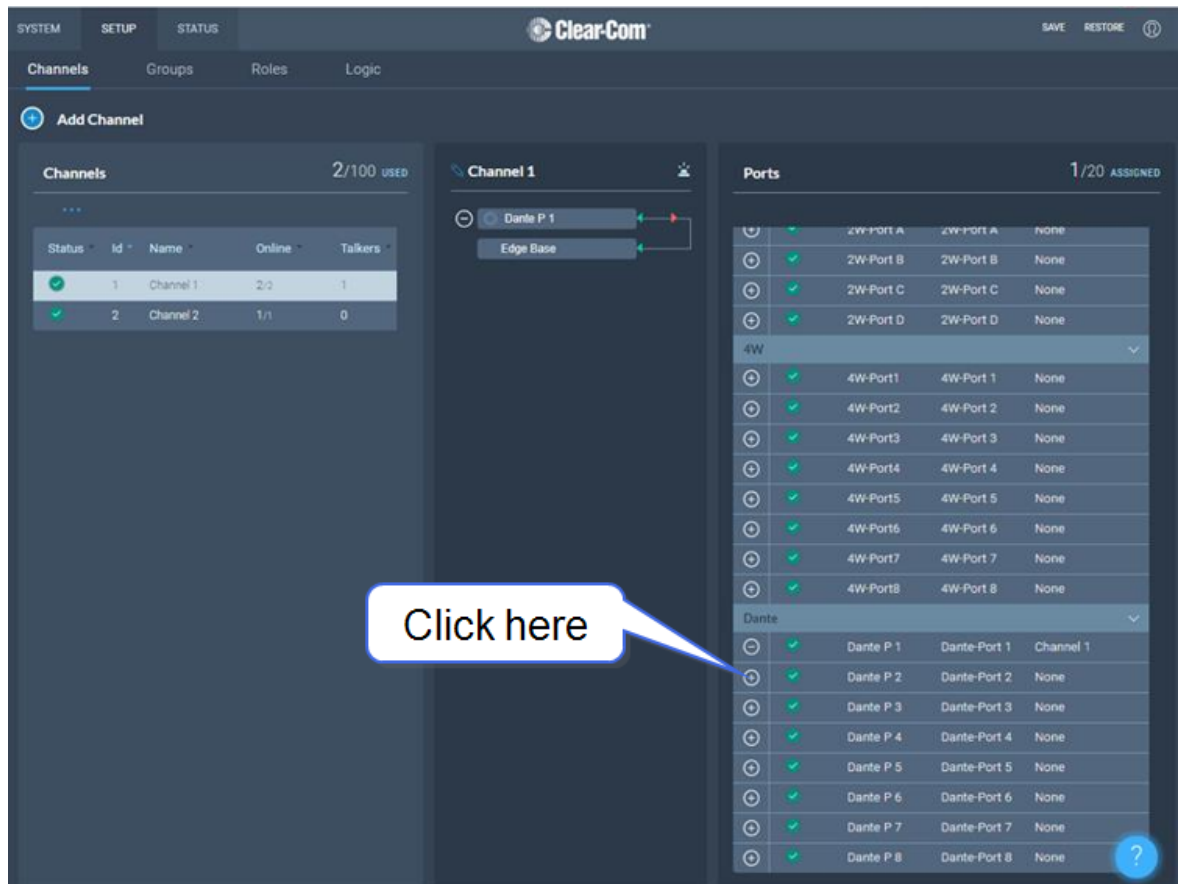 SYSTEM SETUP STATUS Clear-Com® SAVE RESTORE
Channels Groups Roles Logic
Add Channel
Channels 2/100 USED
Status Id Name Online Talkers
1 Channel 1 2/2 1
2 Channel 2 1/1 0
Channel 1
Dante P 1
Edge Base
Ports 1/20 ASSIGNED
2W-Port A 2W-Port A None
2W-Port B 2W-Port B None
2W-Port C 2W-Port C None
2W-Port D 2W-Port D None
4W
4W-Port1 4W-Port 1 None
4W-Port2 4W-Port 2 None
4W-Port3 4W-Port 3 None
4W-Port4 4W-Port 4 None
4W-Port5 4W-Port 5 None
4W-Port6 4W-Port 6 None
4W-Port7 4W-Port 7 None
4W-Port8 4W-Port 8 None
Dante
Dante P 1 Dante-Port 1 Channel 1
Dante P 2 Dante-Port 2 None
Dante P 3 Dante-Port 3 None
Dante P 4 Dante-Port 4 None
Dante P 5 Dante-Port 5 None
Dante P 6 Dante-Port 6 None
Dante P 7 Dante-Port 7 None
Dante P 8 Dante-Port 8 None
?
Click here